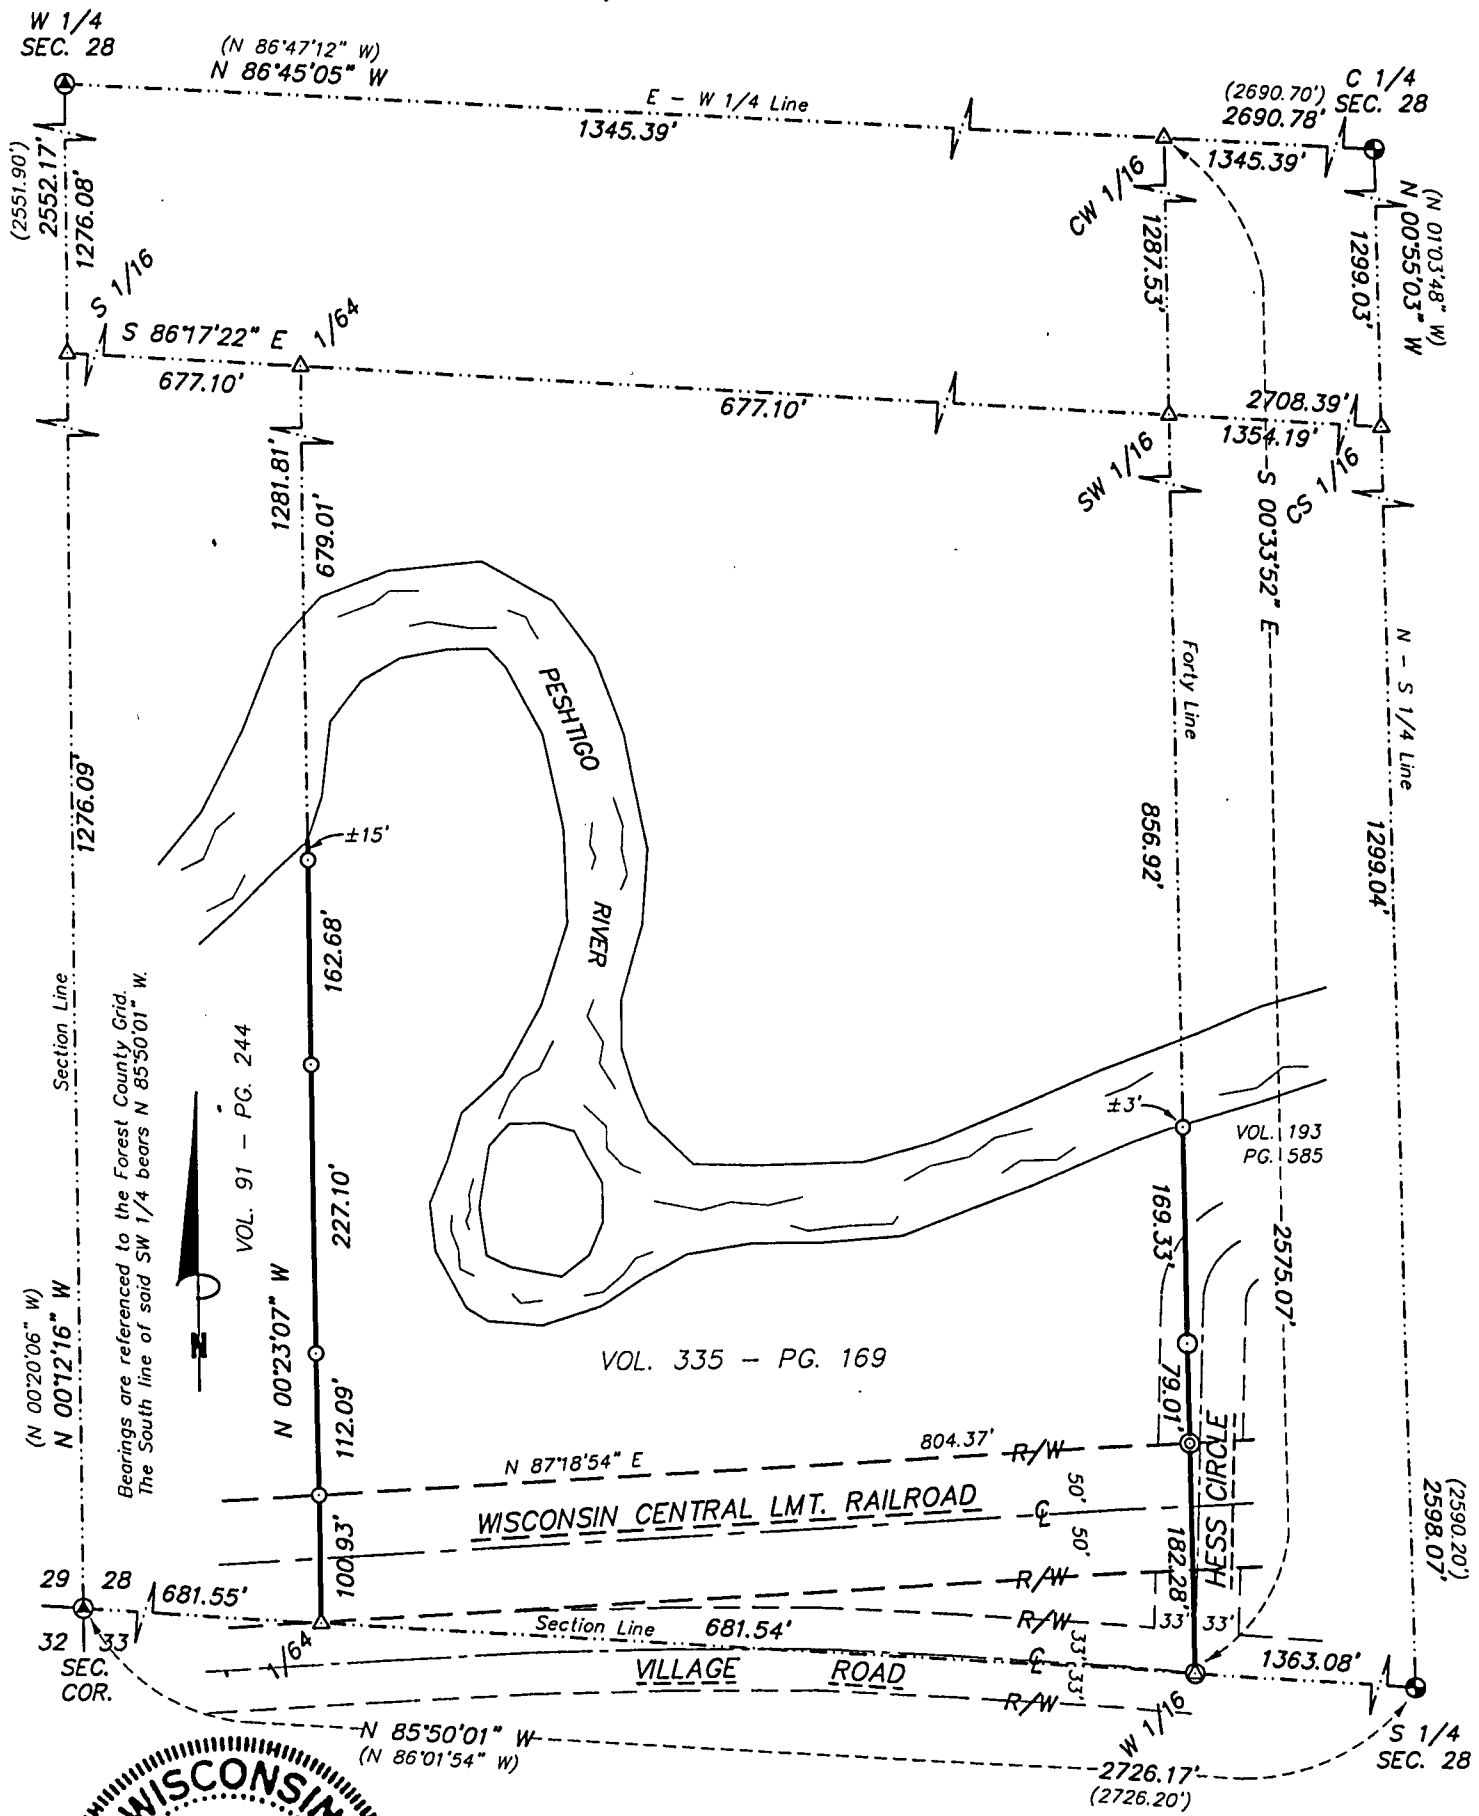 W 1/4
SEC. 28
(N 86°47'12" W)
N 86°45'05" W
E - W 1/4 Line
1345.39'
(2690.70')
2690.78'
C 1/4
SEC. 28
1345.39'
CW 1/16
(2551.90')
2552.17'
1276.08'
1287.53'
1299.03'
(N 01°03'48" W)
N 00°55'03" W
S 1/16
S 86°17'22" E
1/64
677.10'
677.10'
2708.39'
1354.19'
SW 1/16
CS 1/16
S 00°33'52" E
1281.81'
679.01'
Forty Line
N - S 1/4 Line
PESHTIGO
RIVER
1276.09'
±15'
856.92'
1299.04'
162.68'
Section Line
Bearings are referenced to the Forest County Grid.
The South line of said SW 1/4 bears N 85°50'01" W.
VOL. 91 - PG. 244
±3'
VOL. 193
PG. 585
227.10'
169.33'
2575.07'
(N 00°20'06" W)
N 00°12'16" W
N
N 00°23'07" W
VOL. 335 - PG. 169
79.01'
112.09'
N 87°18'54" E
804.37'
R/W
HESS CIRCLE
WISCONSIN CENTRAL LMT. RAILROAD
℄
50'
50'
182.28'
(2590.20')
2598.07'
100.93'
R/W
29
28
681.55'
Section Line
681.54'
R/W
33'
33'
32
33
SEC.
COR.
1/64
VILLAGE ROAD
℄
33'
33'
R/W
1363.08'
W 1/16
S 1/4
SEC. 28
N 85°50'01" W
(N 86°01'54" W)
2726.17'
(2726.20')
WISCONSIN